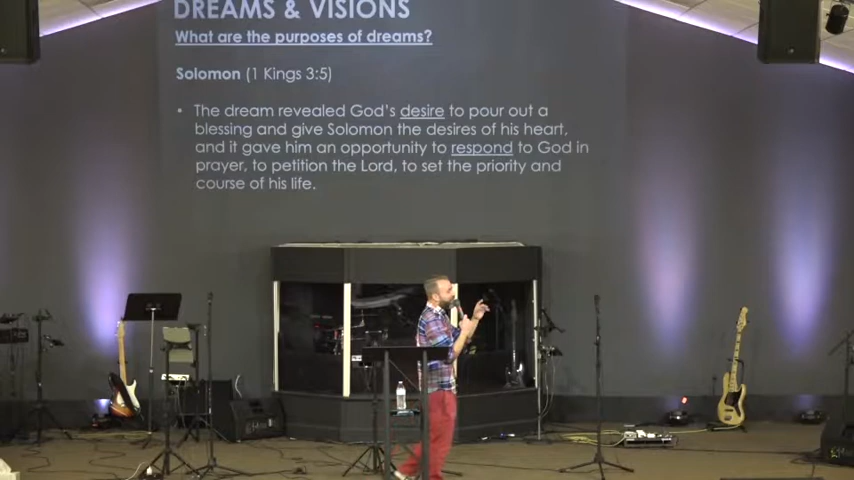 DREAMS & VISIONS
What are the purposes of dreams?
Solomon (1 Kings 3:5)
• The dream revealed God's desire to pour out a
blessing and give Solomon the desires of his heart,
and it gave him an opportunity to respond to God in
prayer, to petition the Lord, to set the priority and
course of his life.